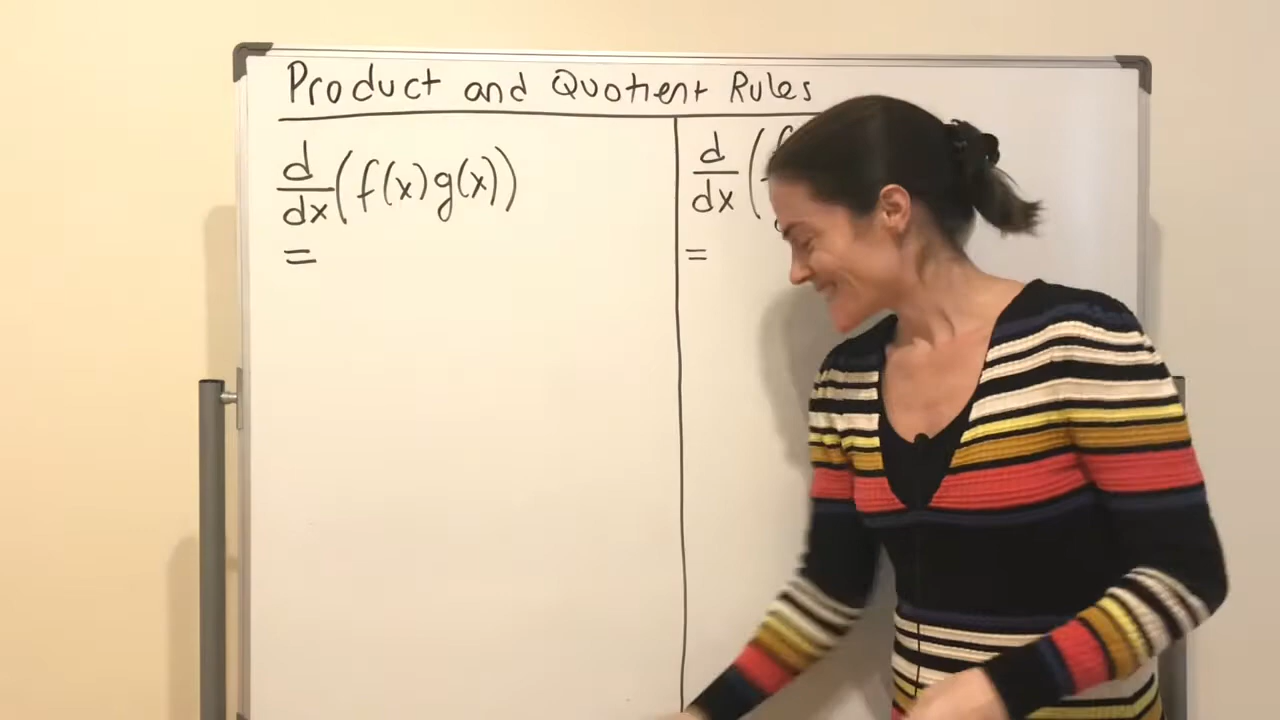 Product and Quotient Rules
d/dx (f(x)g(x))
=
d/dx (
=